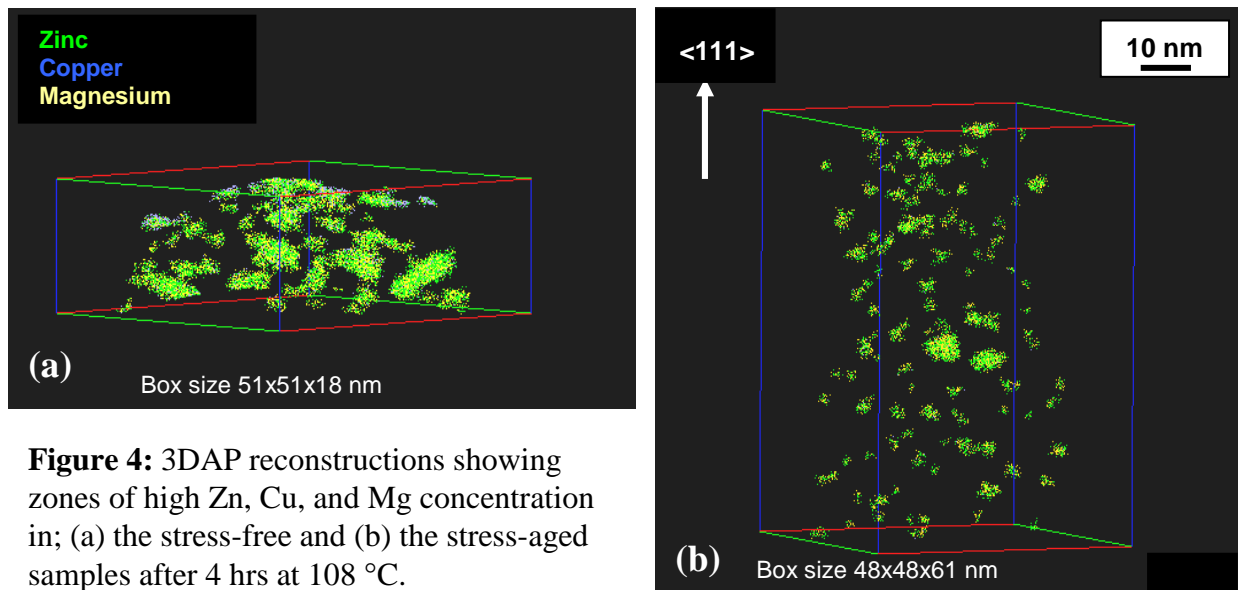 Zinc
Copper
Magnesium
(a)
Box size 51x51x18 nm
<111>
10 nm
(b)
Box size 48x48x61 nm
Figure 4: 3DAP reconstructions showing
zones of high Zn, Cu, and Mg concentration
in; (a) the stress-free and (b) the stress-aged
samples after 4 hrs at 108 °C.